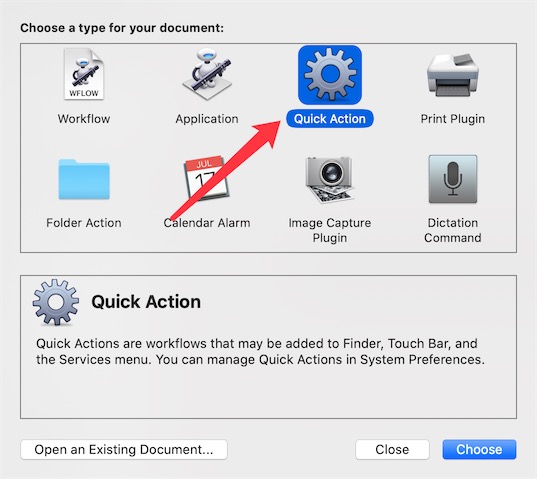 Choose a type for your document:
WFLOW
Workflow
Application
Quick Action
Print Plugin
JUL
17
Folder Action
Calendar Alarm
Image Capture
Plugin
Dictation
Command
Quick Action
Quick Actions are workflows that may be added to Finder, Touch Bar, and
the Services menu. You can manage Quick Actions in System Preferences.
Open an Existing Document...
Close
Choose